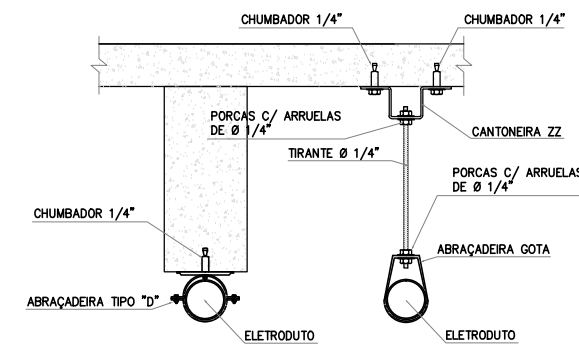 CHUMBADOR 1/4"
CHUMBADOR 1/4"
PORCAS C/ ARRUELAS
DE Ø 1/4"
CANTONEIRA ZZ
TIRANTE Ø 1/4"
PORCAS C/ ARRUELAS
DE Ø 1/4"
CHUMBADOR 1/4"
ABRAÇADEIRA GOTA
ABRAÇADEIRA TIPO "D"
ELETRODUTO
ELETRODUTO